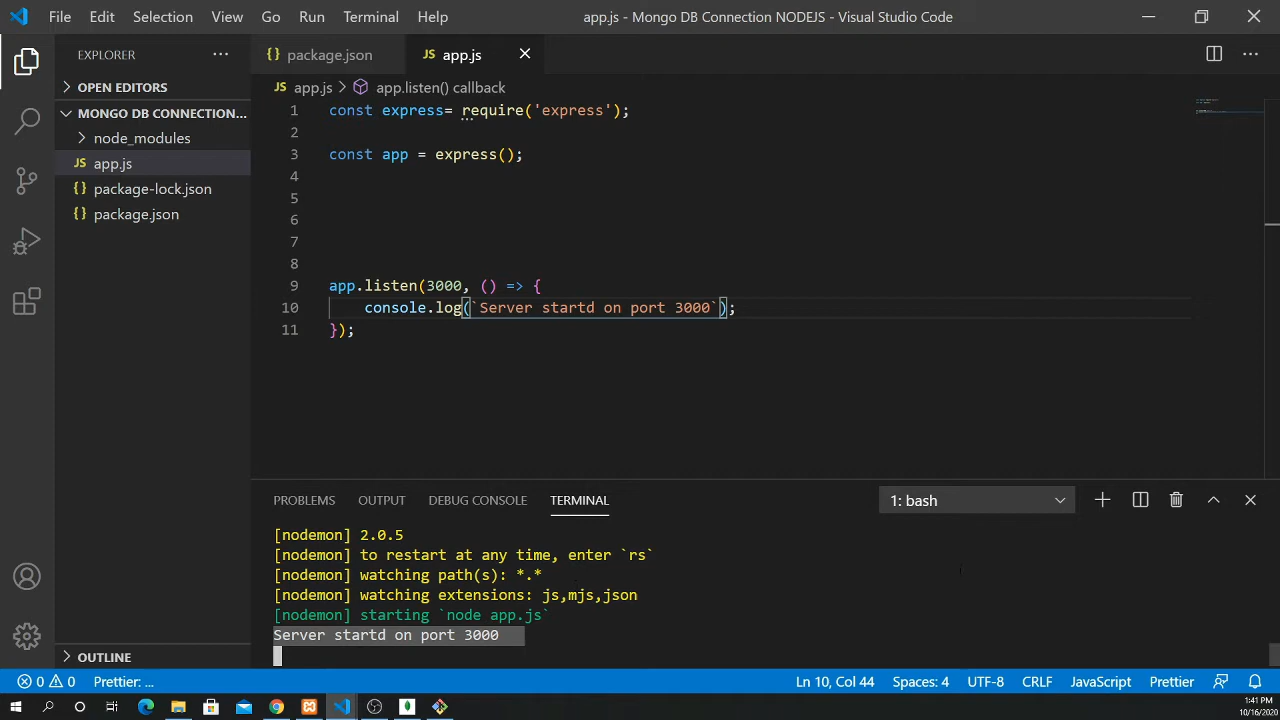 File Edit Selection View Go Run Terminal Help app.js - Mongo DB Connection NODEJS - Visual Studio Code
EXPLORER ...
{} package.json JS app.js
OPEN EDITORS
JS app.js > app.listen() callback
MONGO DB CONNECTION...
node_modules
JS app.js
{} package-lock.json
{} package.json
1 const express= require('express');
2
3 const app = express();
4
5
6
7
8
9 app.listen(3000, () => {
10 console.log(`Server startd on port 3000`);
11 });
PROBLEMS OUTPUT DEBUG CONSOLE TERMINAL 1: bash
[nodemon] 2.0.5
[nodemon] to restart at any time, enter `rs`
[nodemon] watching path(s): *.*
[nodemon] watching extensions: js,mjs,json
[nodemon] starting `node app.js`
Server startd on port 3000
OUTLINE
0 0 Prettier: ... Ln 10, Col 44 Spaces: 4 UTF-8 CRLF JavaScript Prettier
1:41 PM
10/16/2020